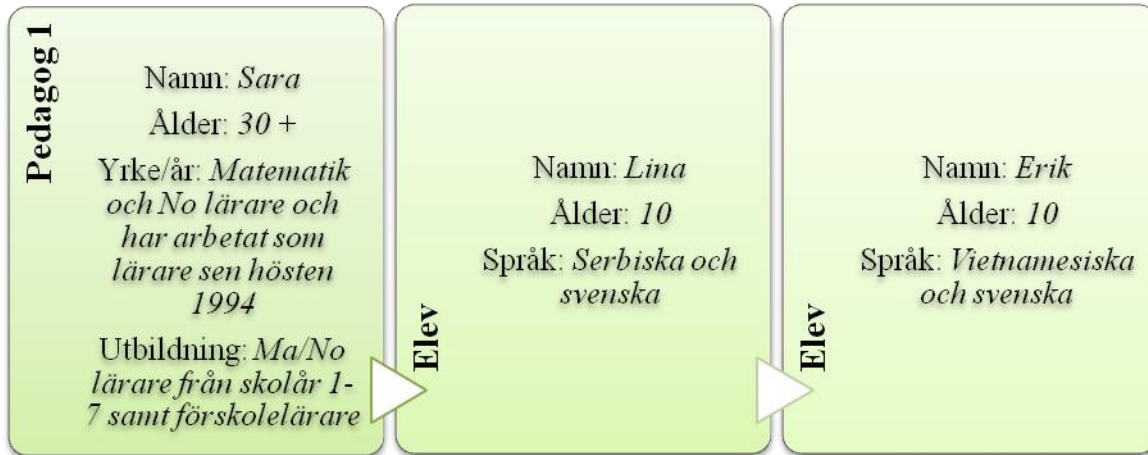 Pedagog 1
Namn: Sara
Ålder: 30 +
Yrke/år: Matematik
och No lärare och
har arbetat som
lärare sen hösten
1994
Utbildning: Ma/No
lärare från skolår 1-
7 samt förskolelärare
Elev
Namn: Lina
Ålder: 10
Språk: Serbiska och
svenska
Elev
Namn: Erik
Ålder: 10
Språk: Vietnamesiska
och svenska